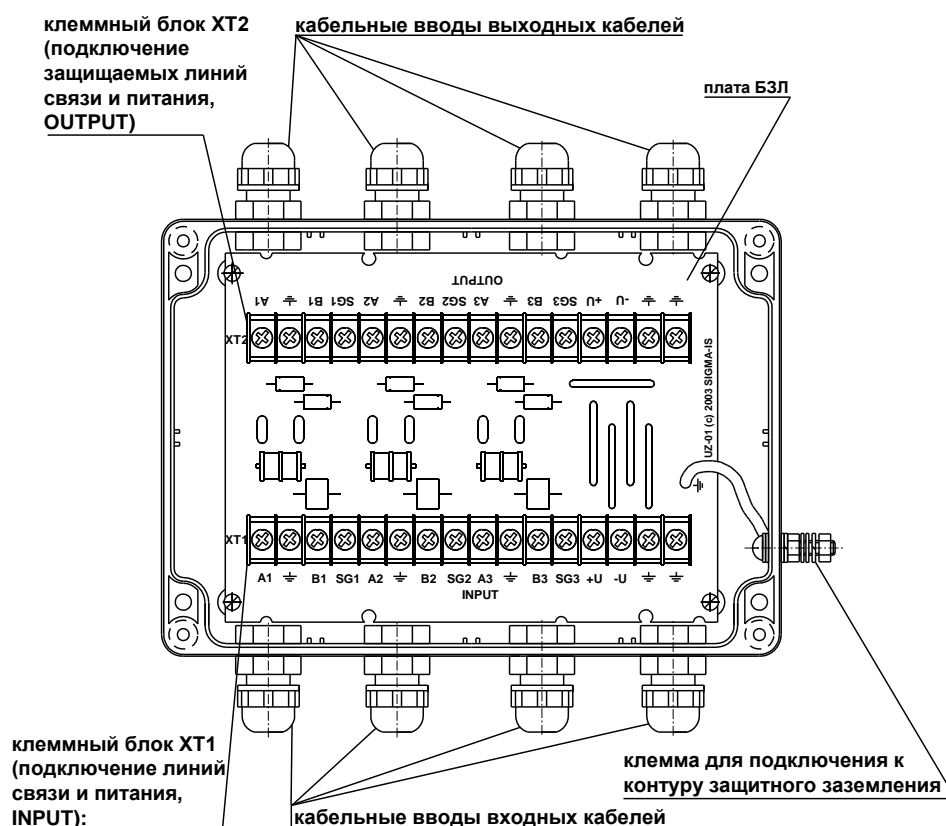 клеммный блок XT2
(подключение
защищаемых линий
связи и питания,
OUTPUT)
кабельные вводы выходных кабелей
плата БЗЛ
OUTPUT
A1 ⏚ B1 SG1 A2 ⏚ B2 SG2 A3 ⏚ B3 SG3 +U -U ⏚ ⏚
XT2
UZ-01 (c) 2003 SIGMA-IS
⏚
XT1
A1 ⏚ B1 SG1 A2 ⏚ B2 SG2 A3 ⏚ B3 SG3 +U -U ⏚ ⏚
INPUT
клеммный блок XT1
(подключение линий
связи и питания,
INPUT):
клемма для подключения к
контуру защитного заземления
кабельные вводы входных кабелей